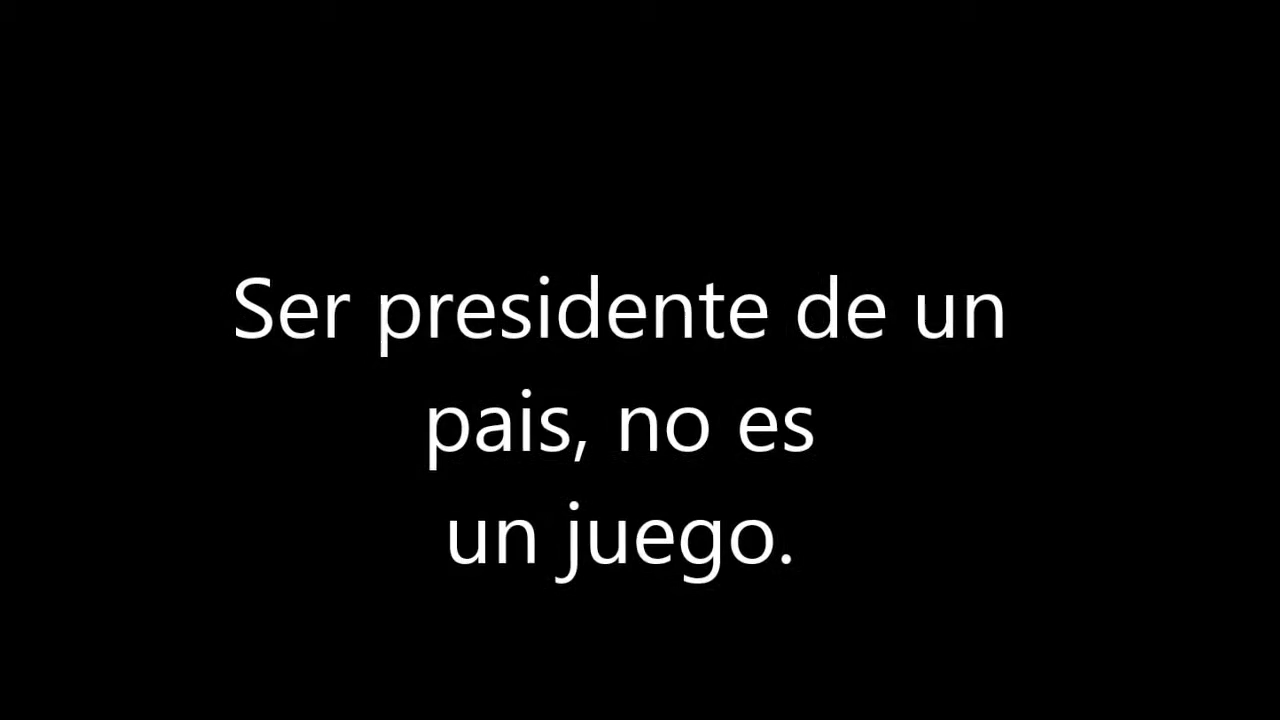 Ser presidente de un
pais, no es
un juego.